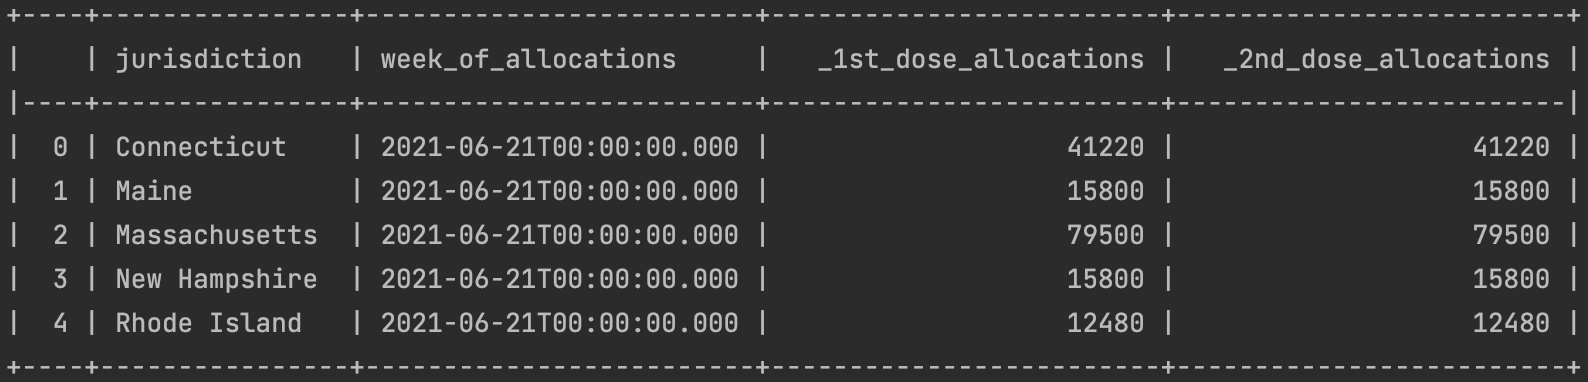 +----+----------------+-------------------------+-------------------------+-------------------------+
|    | jurisdiction   | week_of_allocations     |   _1st_dose_allocations |   _2nd_dose_allocations |
|----+----------------+-------------------------+-------------------------+-------------------------|
|  0 | Connecticut    | 2021-06-21T00:00:00.000 |                   41220 |                   41220 |
|  1 | Maine          | 2021-06-21T00:00:00.000 |                   15800 |                   15800 |
|  2 | Massachusetts  | 2021-06-21T00:00:00.000 |                   79500 |                   79500 |
|  3 | New Hampshire  | 2021-06-21T00:00:00.000 |                   15800 |                   15800 |
|  4 | Rhode Island   | 2021-06-21T00:00:00.000 |                   12480 |                   12480 |
+----+----------------+-------------------------+-------------------------+-------------------------+